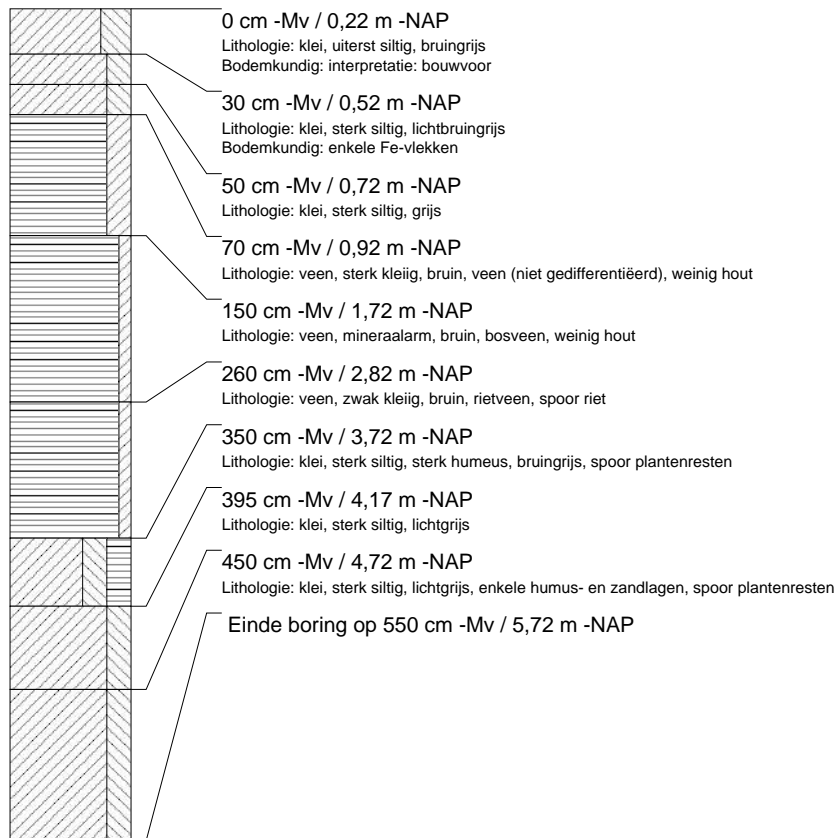 0 cm -Mv / 0,22 m -NAP
Lithologie: klei, uiterst siltig, bruingrijs
Bodemkundig: interpretatie: bouwvoor
30 cm -Mv / 0,52 m -NAP
Lithologie: klei, sterk siltig, lichtbruingrijs
Bodemkundig: enkele Fe-vlekken
50 cm -Mv / 0,72 m -NAP
Lithologie: klei, sterk siltig, grijs
70 cm -Mv / 0,92 m -NAP
Lithologie: veen, sterk kleiig, bruin, veen (niet gedifferentiëerd), weinig hout
150 cm -Mv / 1,72 m -NAP
Lithologie: veen, mineraalarm, bruin, bosveen, weinig hout
260 cm -Mv / 2,82 m -NAP
Lithologie: veen, zwak kleiig, bruin, rietveen, spoor riet
350 cm -Mv / 3,72 m -NAP
Lithologie: klei, sterk siltig, sterk humeus, bruingrijs, spoor plantenresten
395 cm -Mv / 4,17 m -NAP
Lithologie: klei, sterk siltig, lichtgrijs
450 cm -Mv / 4,72 m -NAP
Lithologie: klei, sterk siltig, lichtgrijs, enkele humus- en zandlagen, spoor plantenresten
Einde boring op 550 cm -Mv / 5,72 m -NAP